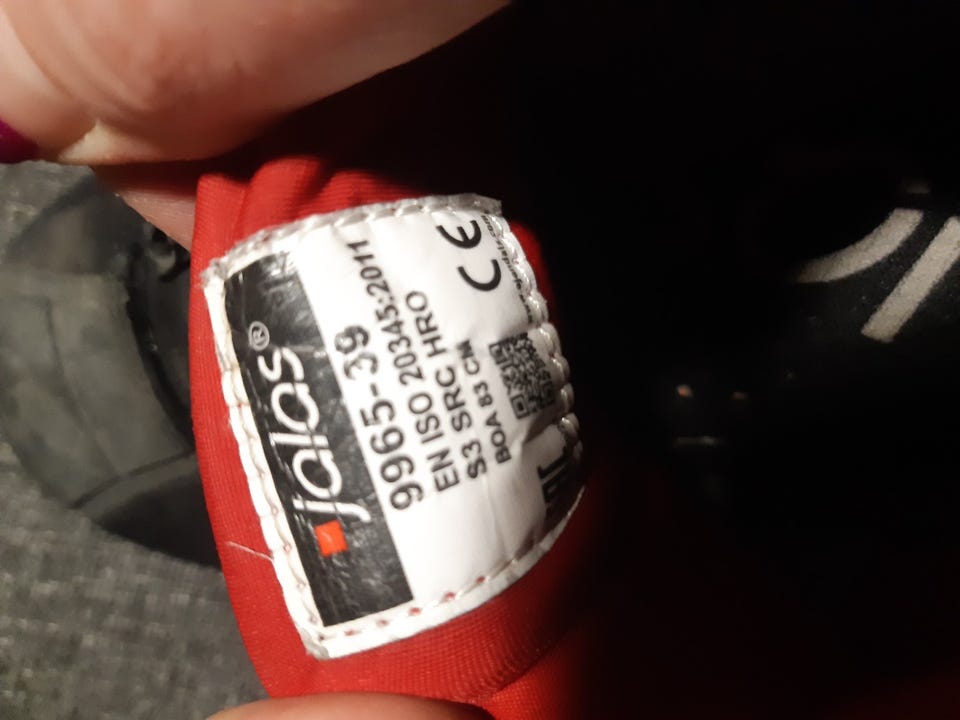 jalas®
9965-39
EN ISO 20345:2011
S3 SRC HRO
BOA 83 CM
CE